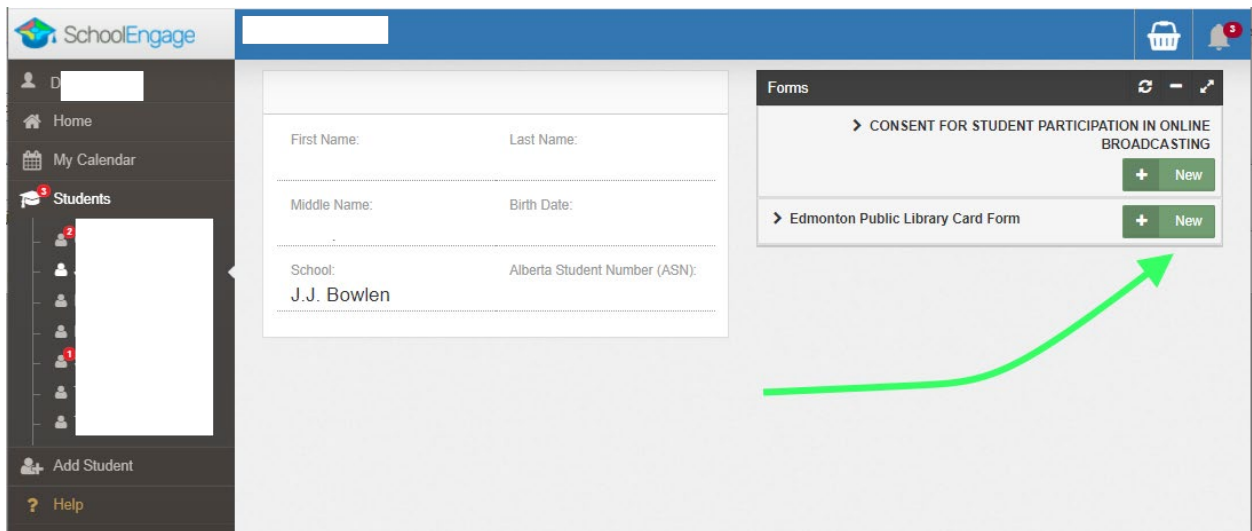 SchoolEngage
3
D
Home
My Calendar
3
Students
2
1
Add Student
? Help
First Name:
Last Name:
Middle Name:
Birth Date:
School:
Alberta Student Number (ASN):
J.J. Bowlen
Forms
CONSENT FOR STUDENT PARTICIPATION IN ONLINE
BROADCASTING
+ New
Edmonton Public Library Card Form
+ New